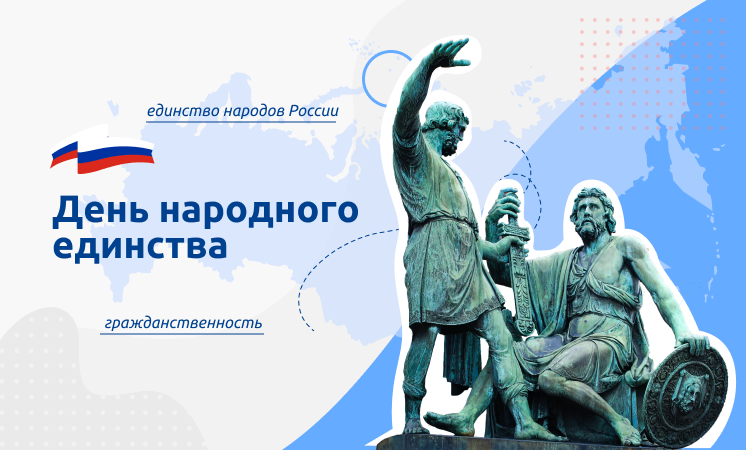 единство народов России
День народного
единства
гражданственность